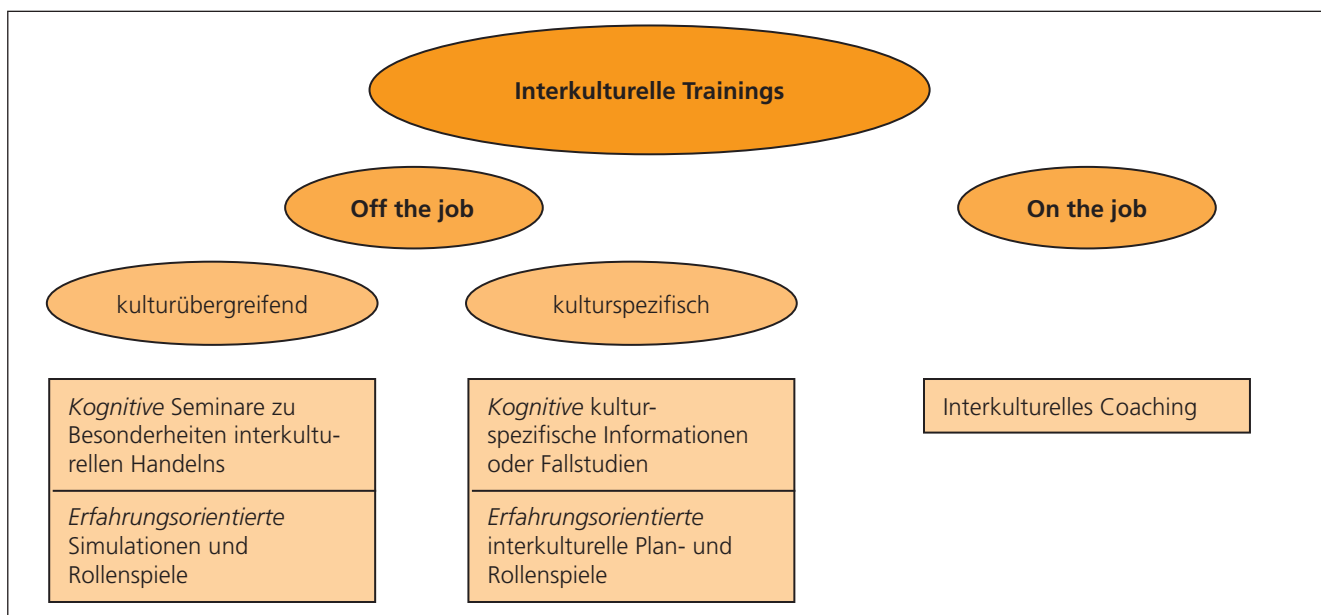 Interkulturelle Trainings
Off the job
On the job
kulturübergreifend
kulturspezifisch
Kognitive Seminare zu
Besonderheiten interkultu-
rellen Handelns
Erfahrungsorientierte
Simulationen und
Rollenspiele
Kognitive kultur-
spezifische Informationen
oder Fallstudien
Erfahrungsorientierte
interkulturelle Plan- und
Rollenspiele
Interkulturelles Coaching